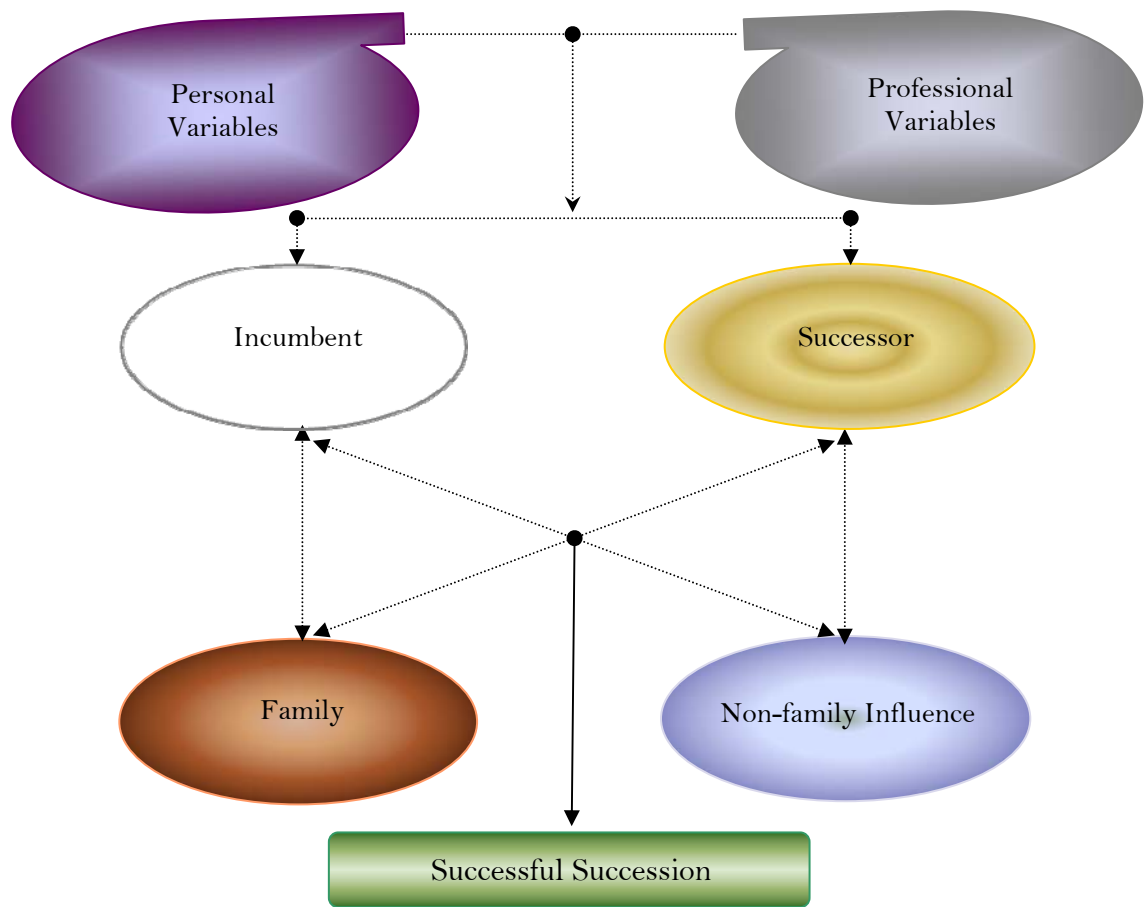 Personal
Variables
Professional
Variables
Incumbent
Successor
Family
Non-family Influence
Successful Succession